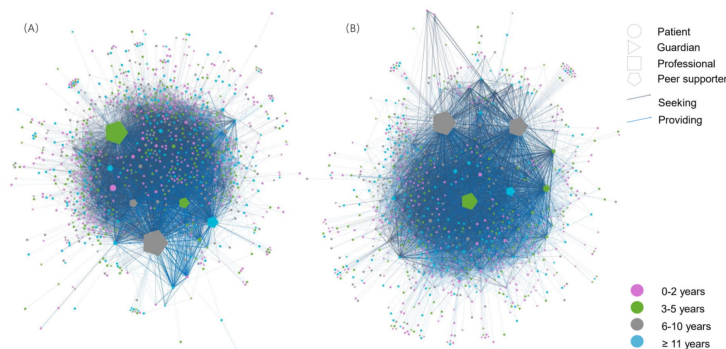 (A)
(B)
Patient
Guardian
Professional
Peer supporter
Seeking
Providing
0-2 years
3-5 years
6-10 years
≥ 11 years